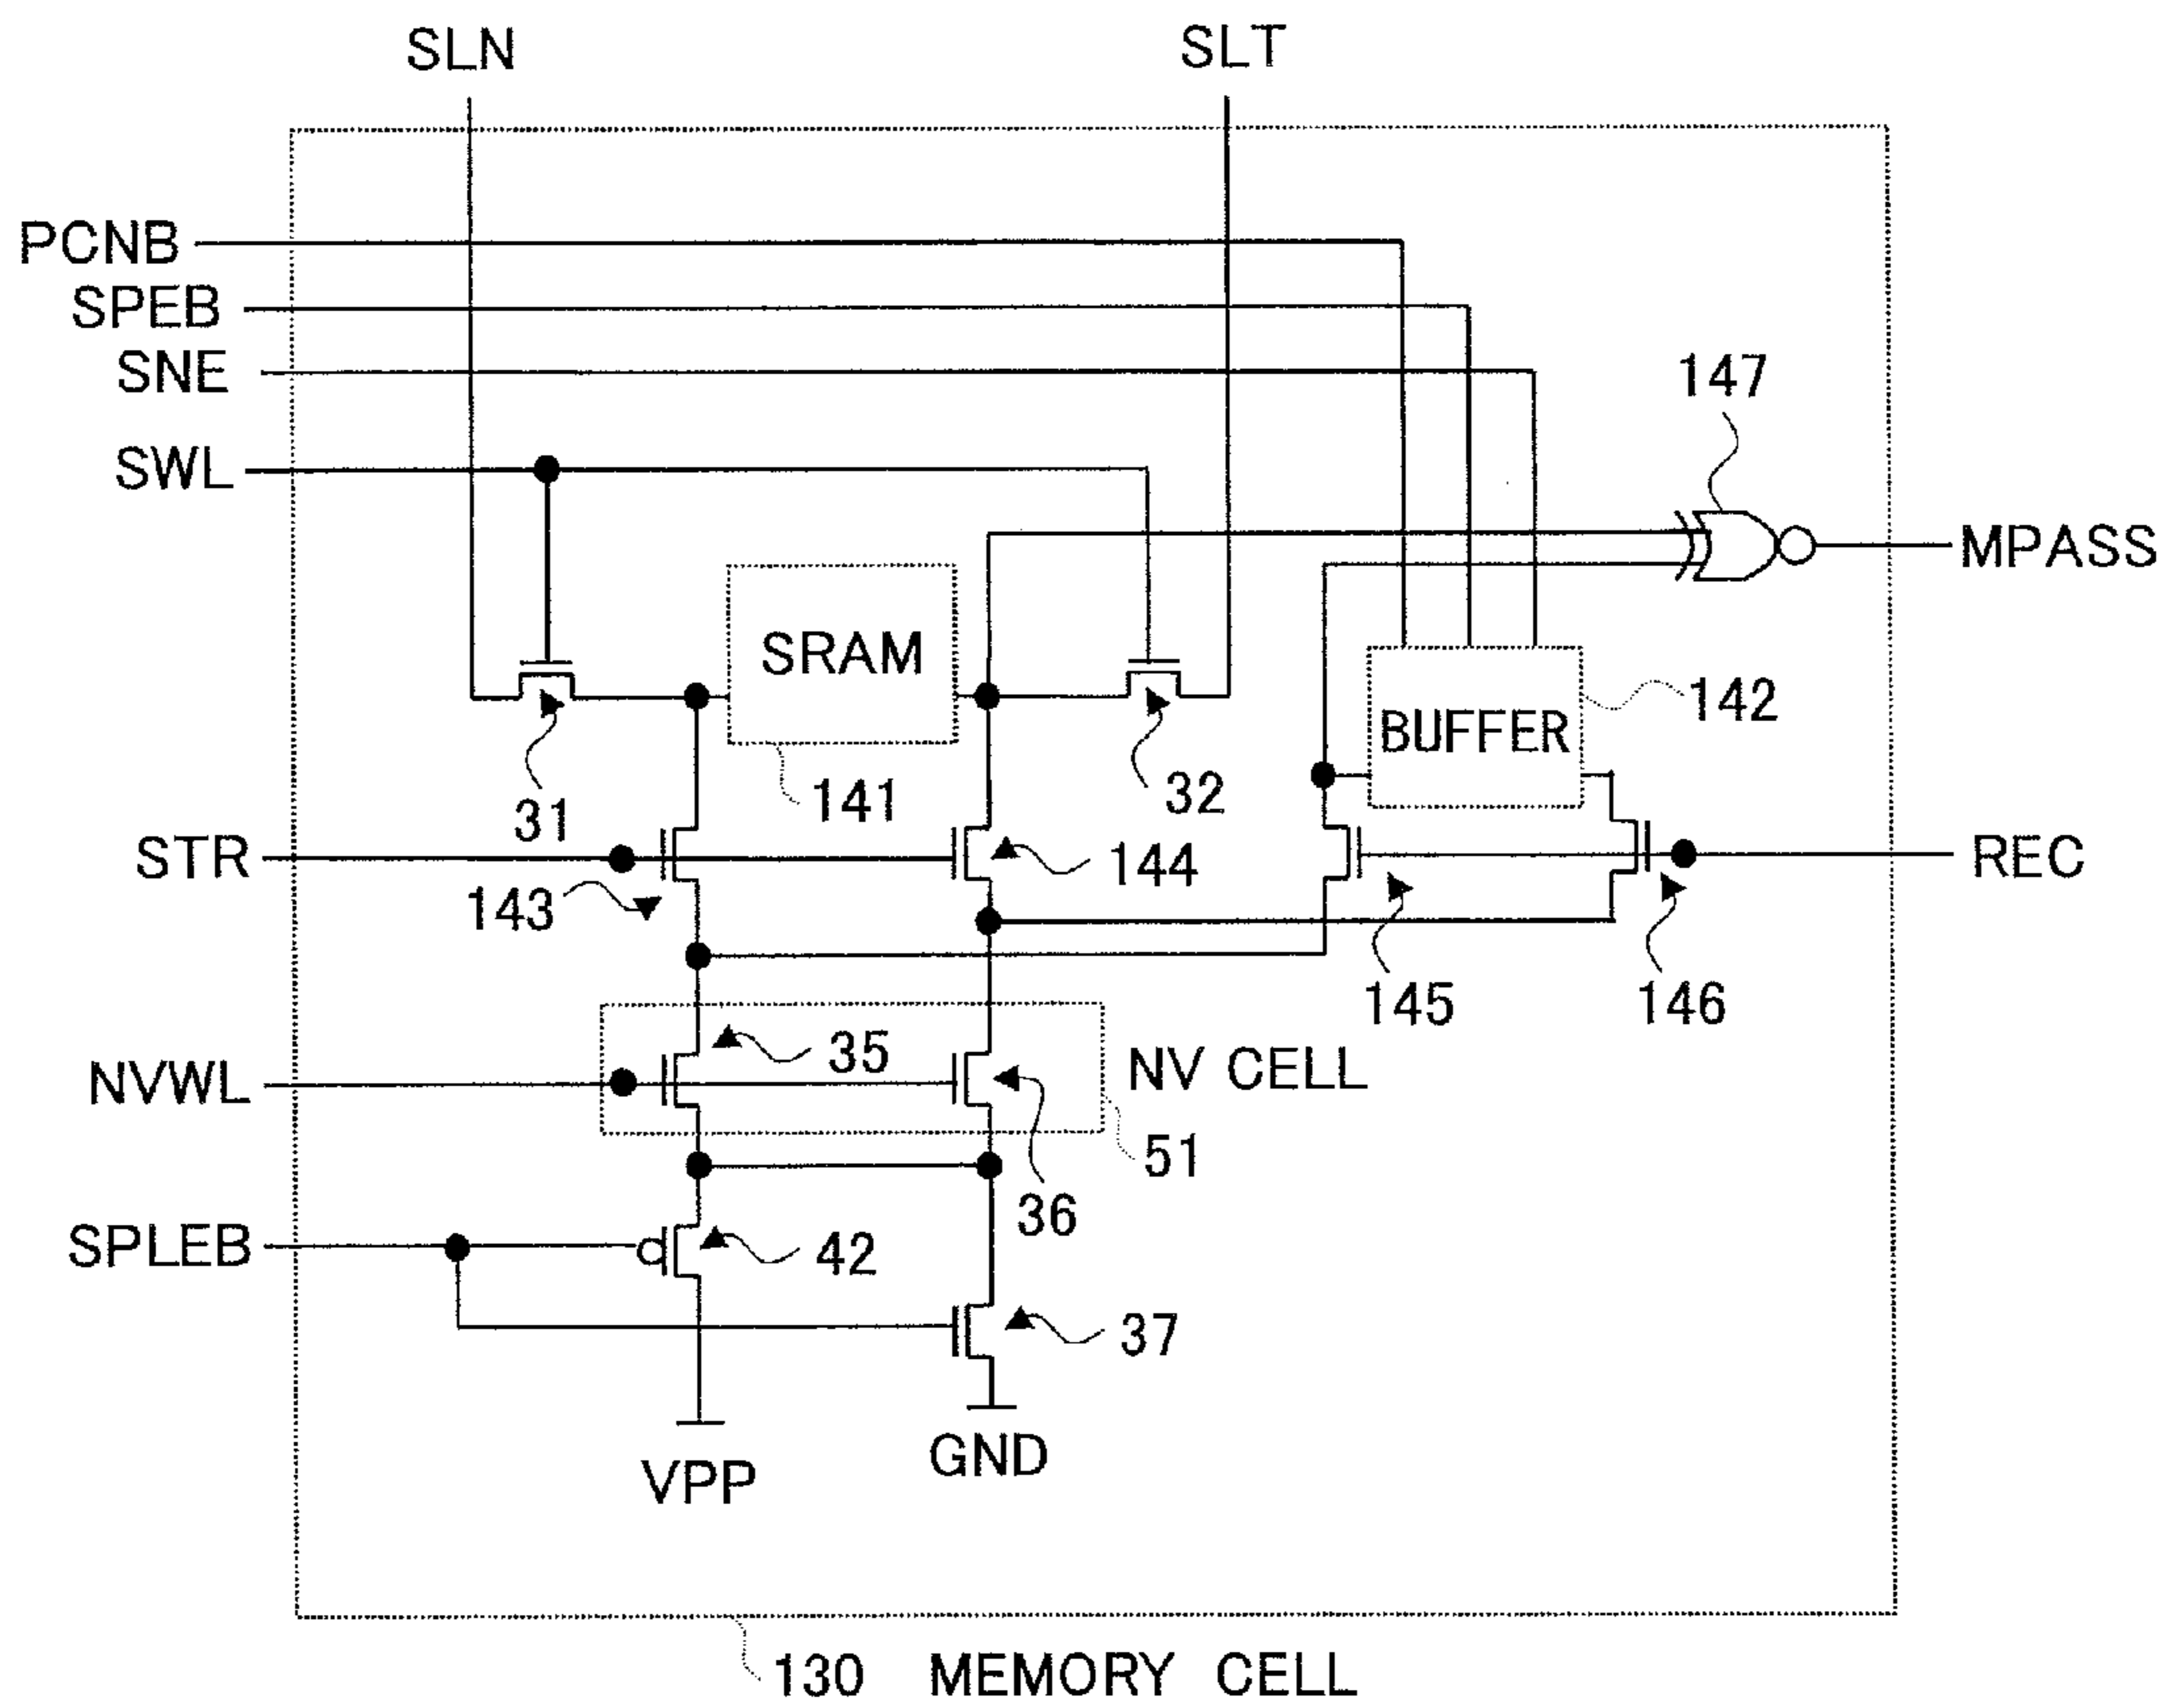 SLN
SLT
PCNB
SPEB
SNE
SWL
147
MPASS
SRAM
BUFFER
142
31
141
32
STR
143
144
REC
145
146
NVWL
35
NV CELL
51
36
SPLEB
42
37
VPP
GND
130 MEMORY CELL